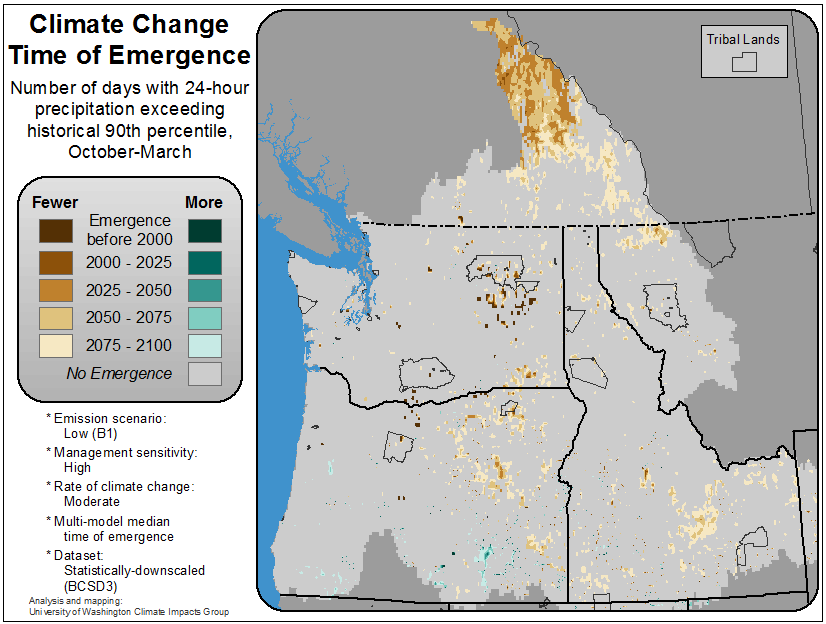 Climate Change
Time of Emergence
Number of days with 24-hour
precipitation exceeding
historical 90th percentile,
October-March
Fewer More
Emergence
before 2000
2000 - 2025
2025 - 2050
2050 - 2075
2075 - 2100
No Emergence
* Emission scenario:
Low (B1)
* Management sensitivity:
High
* Rate of climate change:
Moderate
* Multi-model median
time of emergence
* Dataset:
Statistically-downscaled
(BCSD3)
Analysis and mapping:
University of Washington Climate Impacts Group
Tribal Lands